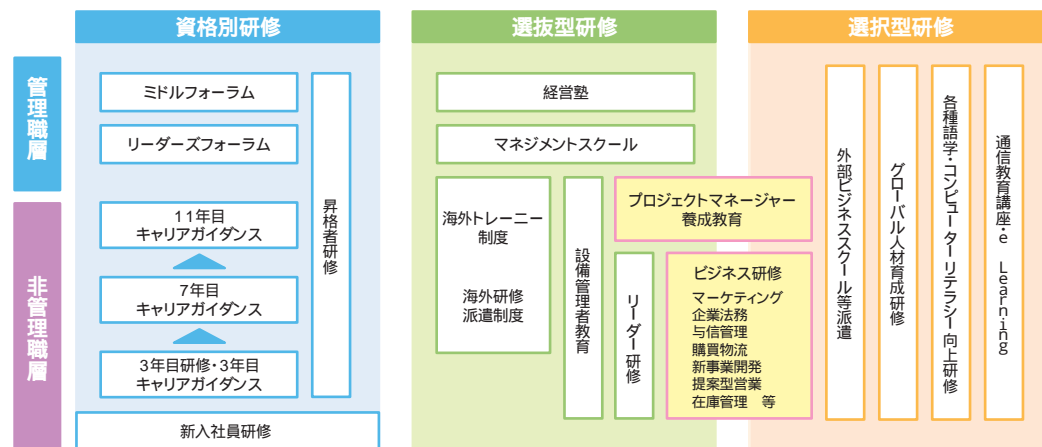 資格別研修
選抜型研修
選択型研修
管理職層
非管理職層
ミドルフォーラム
リーダーズフォーラム
11年目
キャリアガイダンス
7年目
キャリアガイダンス
3年目研修・3年目
キャリアガイダンス
新入社員研修
昇格者研修
経営塾
マネジメントスクール
海外トレーニー
制度
海外研修
派遣制度
設備管理者教育
プロジェクトマネージャー
養成教育
リーダー研修
ビジネス研修
マーケティング
企業法務
与信管理
購買物流
新事業開発
提案型営業
在庫管理 等
外部ビジネススクール等派遣
グローバル人材育成研修
各種語学・コンピューターリテラシー向上研修
通信教育講座・e Learning